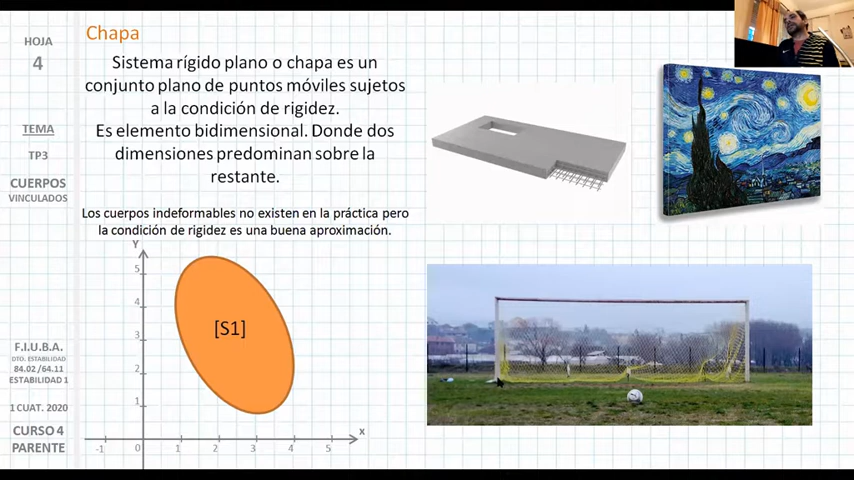 HOJA
4
TEMA
TP3
CUERPOS
VINCULADOS
F.I.U.B.A.
DTO. ESTABILIDAD
84.02 /64.11
ESTABILIDAD 1
1 CUAT. 2020
CURSO 4
PARENTE
Chapa
Sistema rígido plano o chapa es un
conjunto plano de puntos móviles sujetos
a la condición de rigidez.
Es elemento bidimensional. Donde dos
dimensiones predominan sobre la
restante.
Los cuerpos indeformables no existen en la práctica pero
la condición de rigidez es una buena aproximación.
Y
5
4
3
2
1
[S1]
-1 0 1 2 3 4 5 x